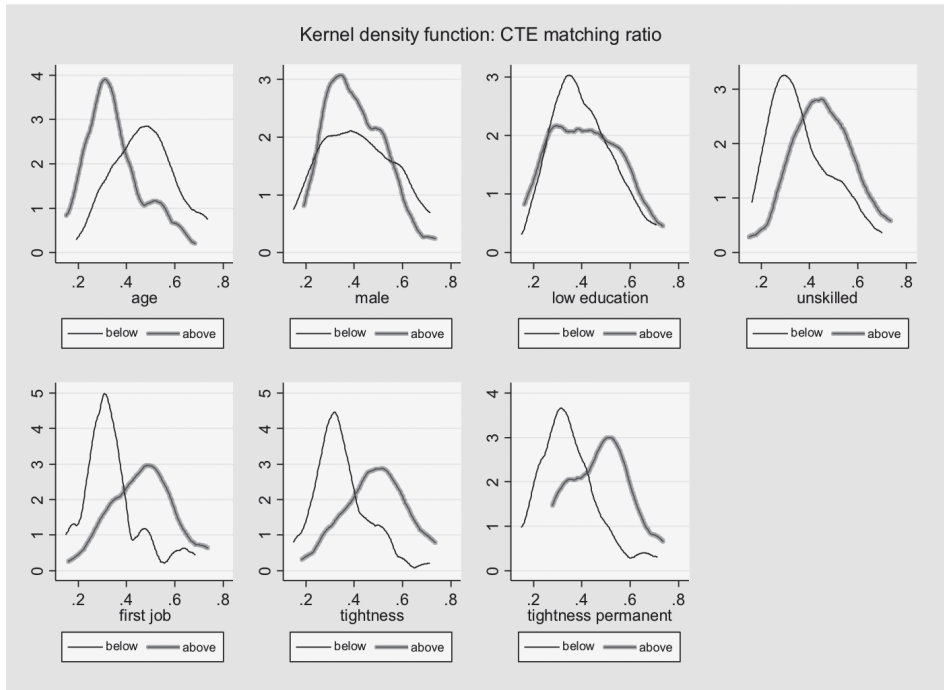 Kernel density function: CTE matching ratio
0 1 2 3 4
.2 .4 .6 .8
age
below above
0 1 2 3
.2 .4 .6 .8
male
below above
0 1 2 3
.2 .4 .6 .8
low education
below above
0 1 2 3
.2 .4 .6 .8
unskilled
below above
0 1 2 3 4 5
.2 .4 .6 .8
first job
below above
0 1 2 3 4 5
.2 .4 .6 .8
tightness
below above
0 1 2 3 4
.2 .4 .6 .8
tightness permanent
below above